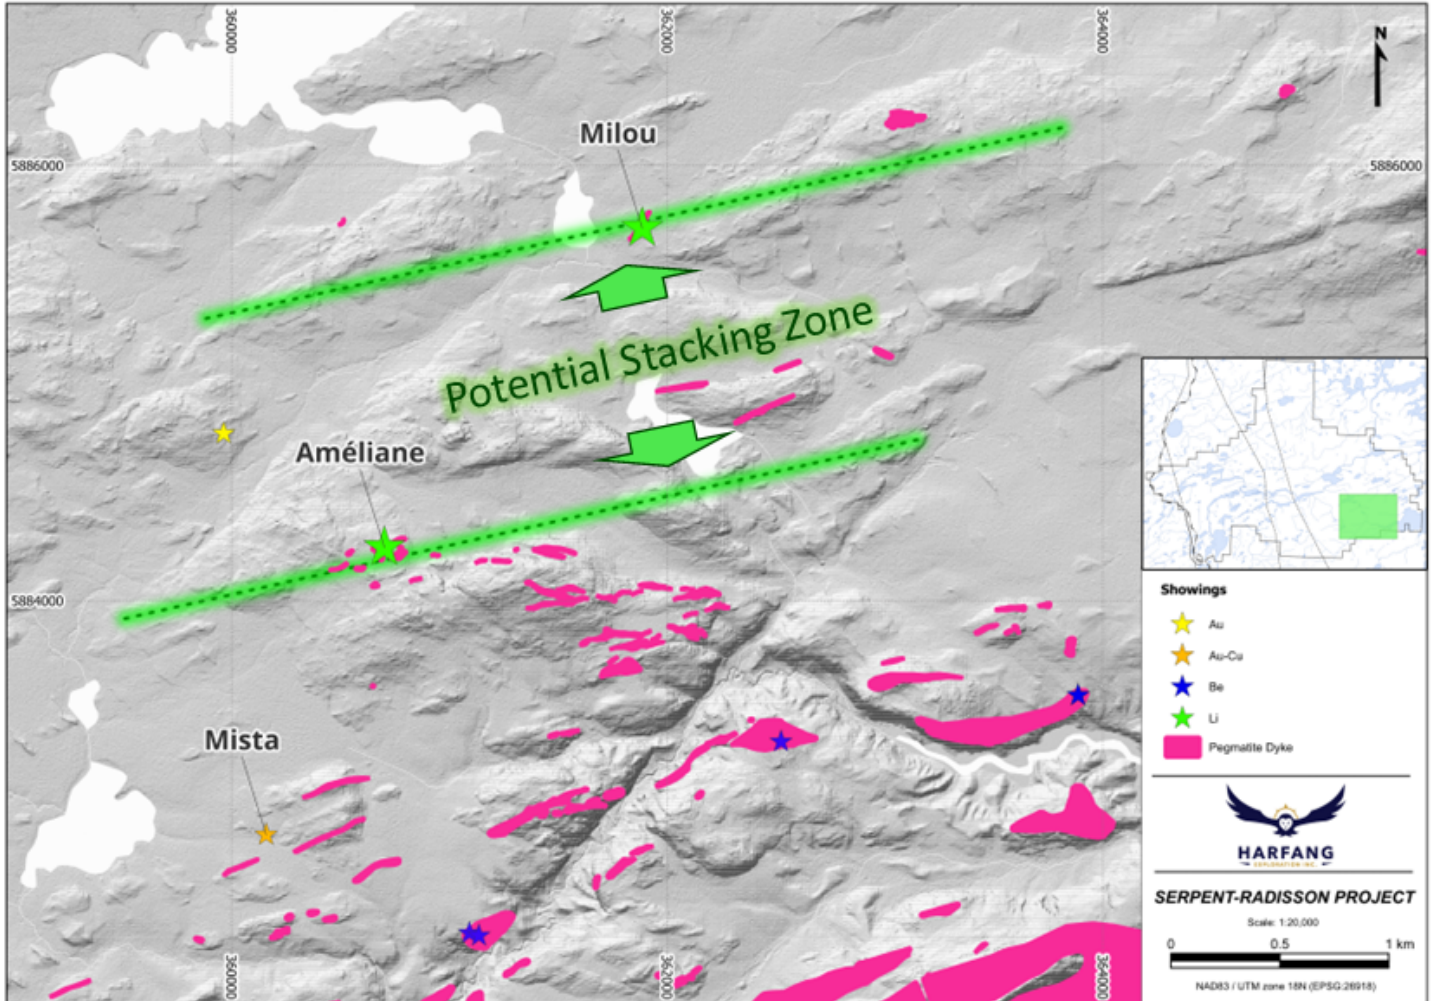 360000
362000
364000
N
Milou
5886000
5886000
Potential Stacking Zone
Améliane
5884000
Mista
360000
362000
364000
Showings
Au
Au-Cu
Be
Li
Pegmatite Dyke
HARFANG
EXPLORATION INC.
SERPENT-RADISSON PROJECT
Scale: 1:20,000
0 0.5 1 km
NAD83 / UTM zone 18N (EPSG:26918)